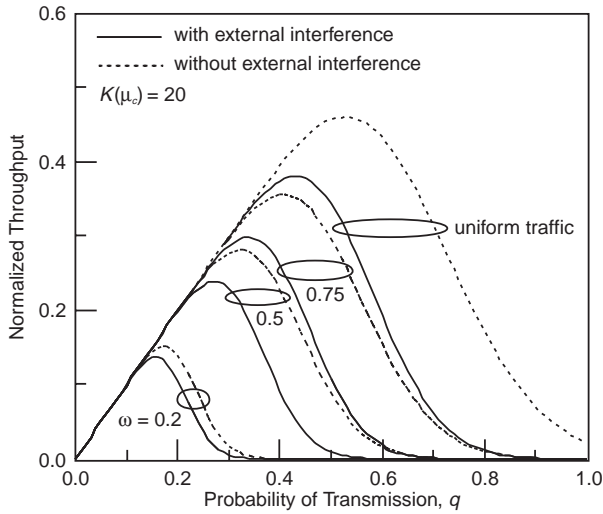 0.6
with external interference
without external interference
K(μc) = 20
0.4
Normalized Throughput
uniform traffic
0.75
0.2
0.5
ω = 0.2
0.0
0.0 0.2 0.4 0.6 0.8 1.0
Probability of Transmission, q